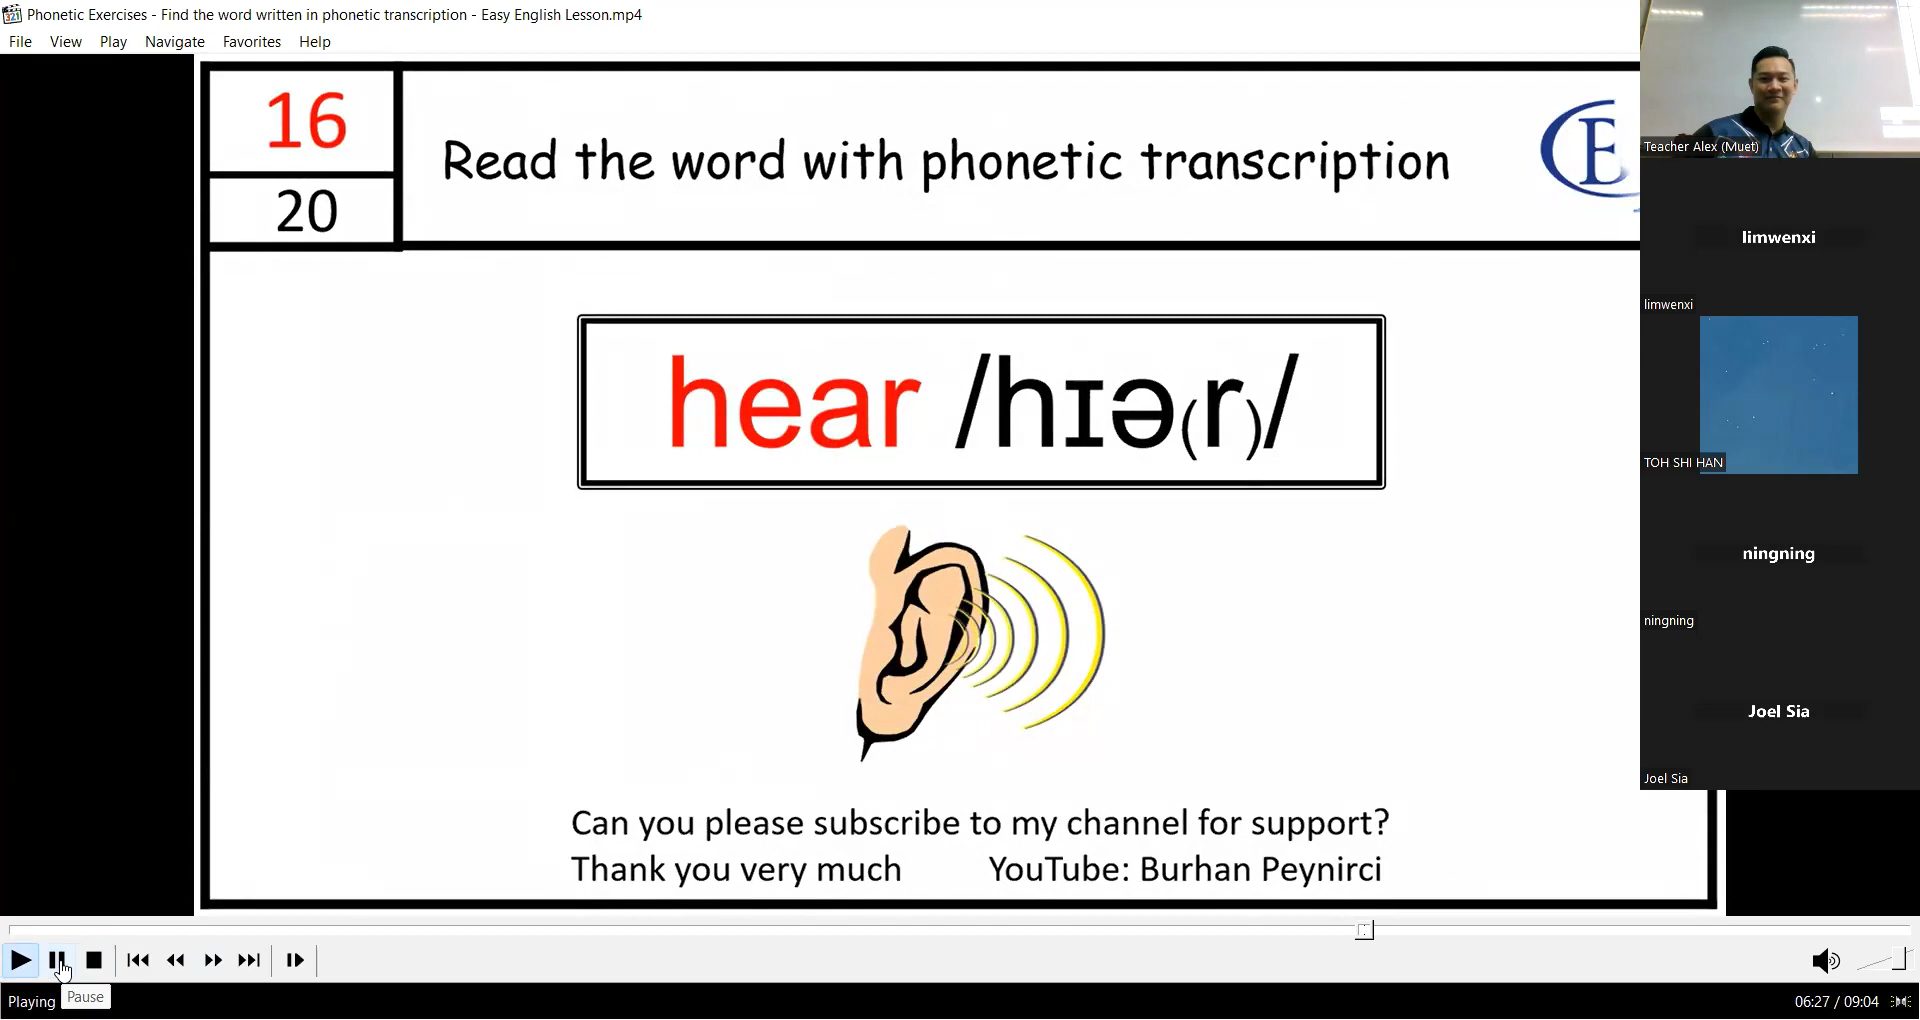 Phonetic Exercises - Find the word written in phonetic transcription - Easy English Lesson.mp4
File View Play Navigate Favorites Help
16
20
Read the word with phonetic transcription
E
hear /hɪə(r)/
Can you please subscribe to my channel for support?
Thank you very much YouTube: Burhan Peynirci
Teacher Alex (Muet)
limwenxi
limwenxi
TOH SHI HAN
ningning
ningning
Joel Sia
Joel Sia
Playing
Pause
06:27 / 09:04